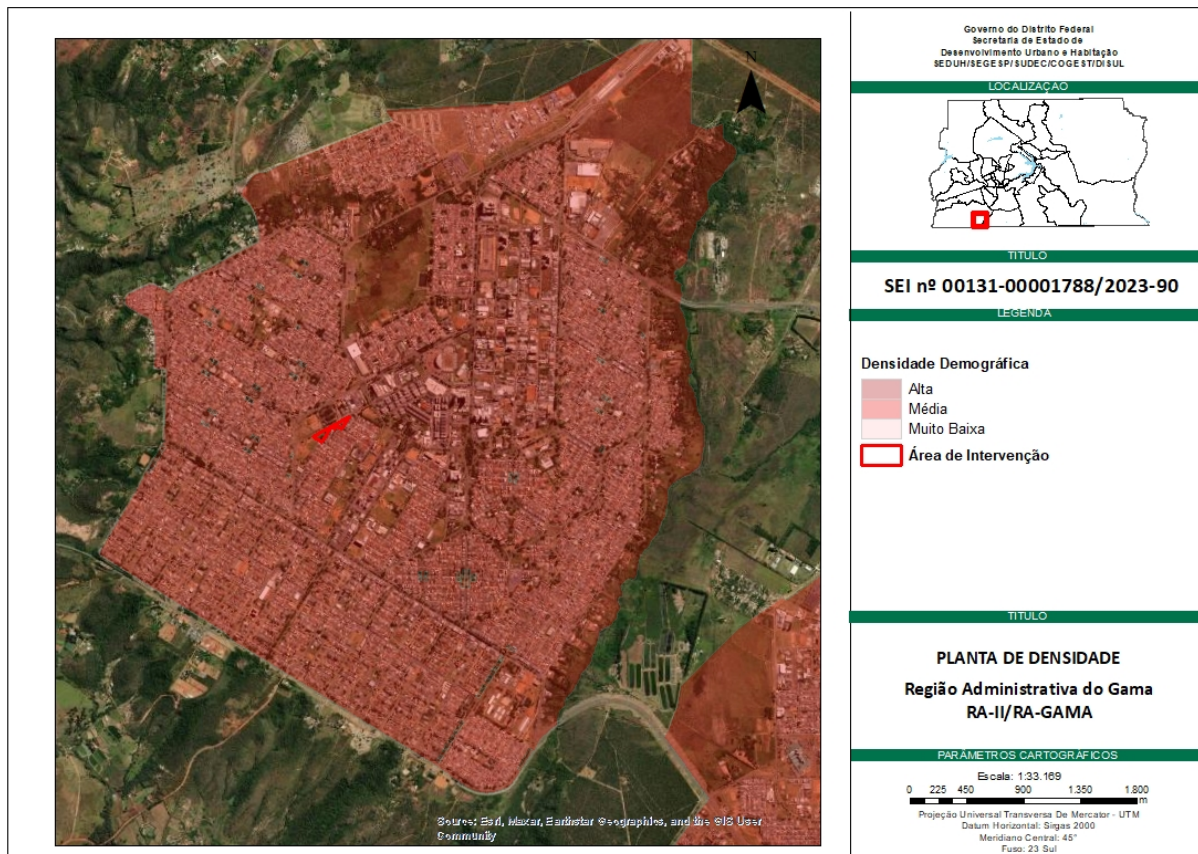 N
Source: Esri, Maxar, Earthstar Geographics, and the GIS User
Community
Governo do Distrito Federal
Secretaria de Estado de
Desenvolvimento Urbano e Habitação
SEDUH/SEGESP/SUDEC/COGEST/DISUL
LOCALIZAÇÃO
TITULO
SEI nº 00131-00001788/2023-90
LEGENDA
Densidade Demográfica
Alta
Média
Muito Baixa
Área de Intervenção
TITULO
PLANTA DE DENSIDADE
Região Administrativa do Gama
RA-II/RA-GAMA
PARÂMETROS CARTOGRÁFICOS
Escala: 1:33.169
0 225 450 900 1.350 1.800
m
Projeção Universal Transversa De Mercator - UTM
Datum Horizontal: Sirgas 2000
Meridiano Central: 45°
Fuso: 23 Sul